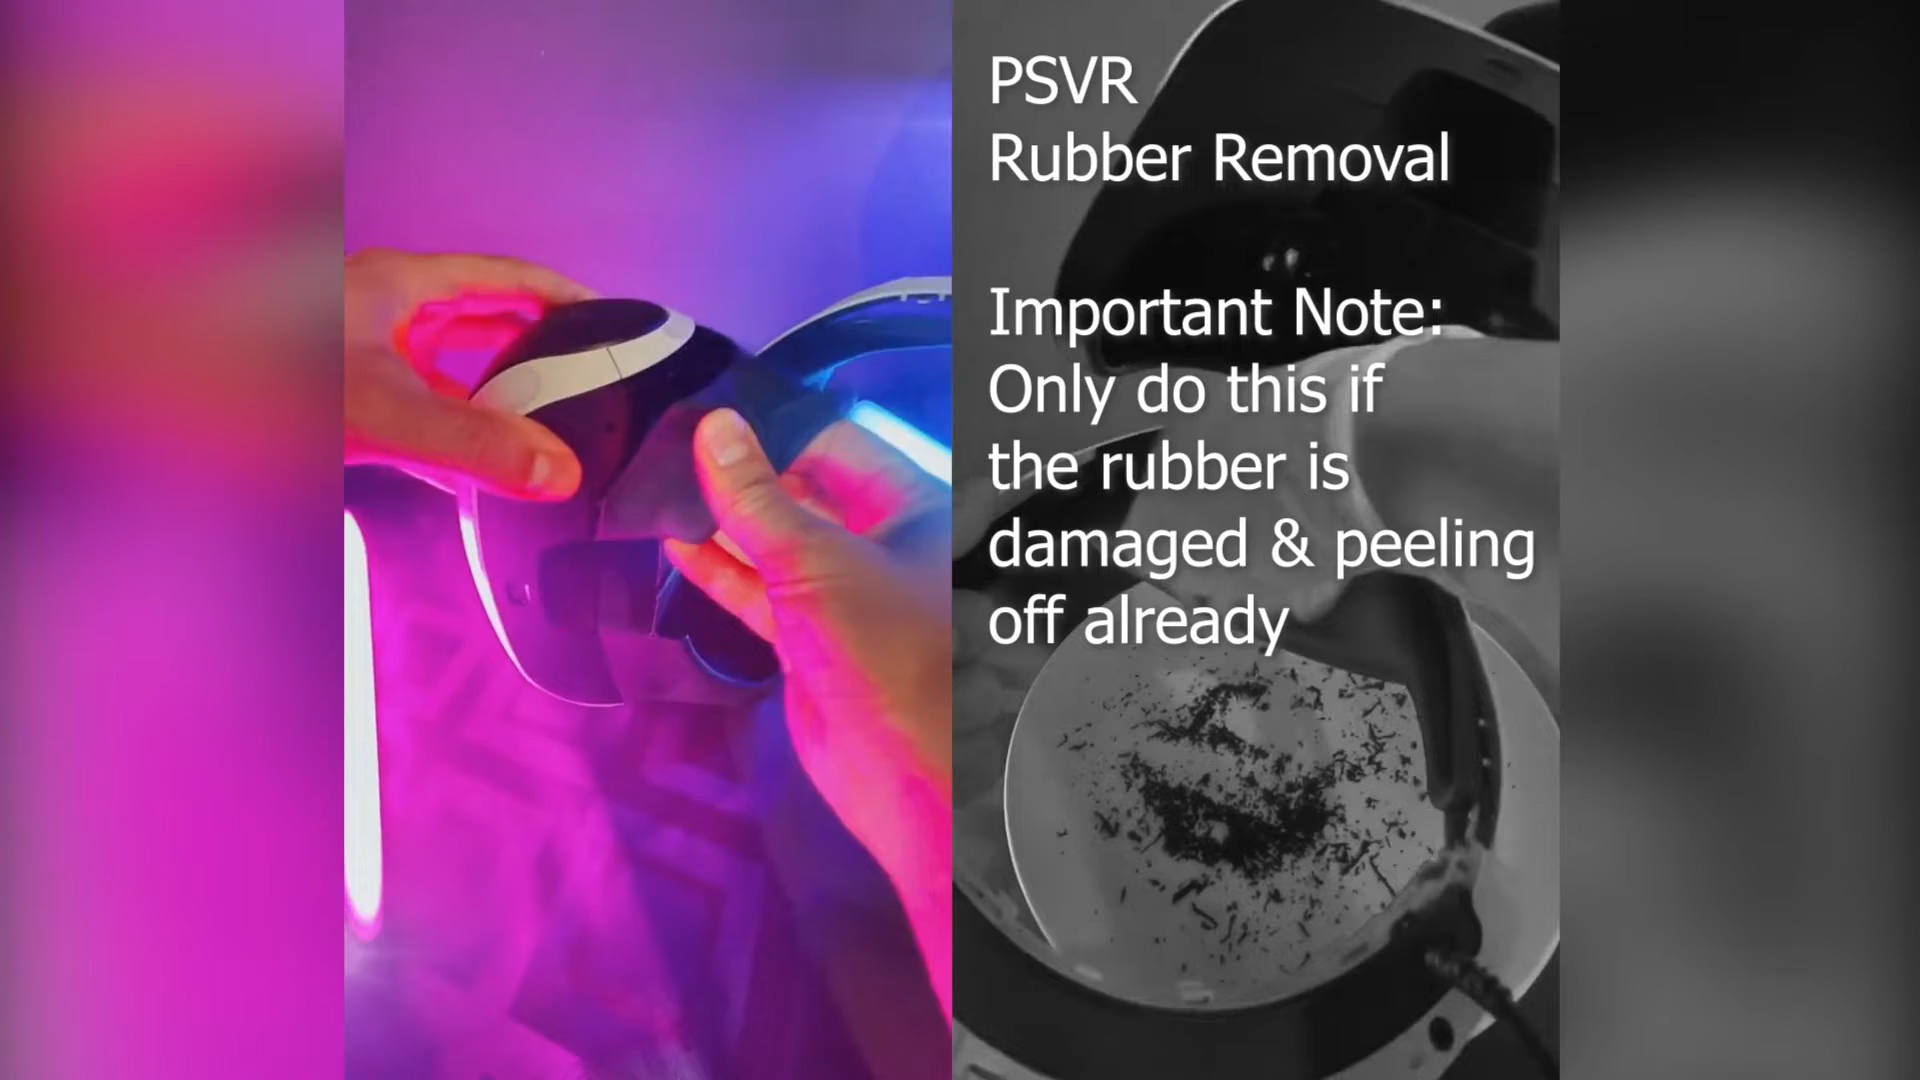 PSVR
Rubber Removal
Important Note:
Only do this if
the rubber is
damaged & peeling
off already